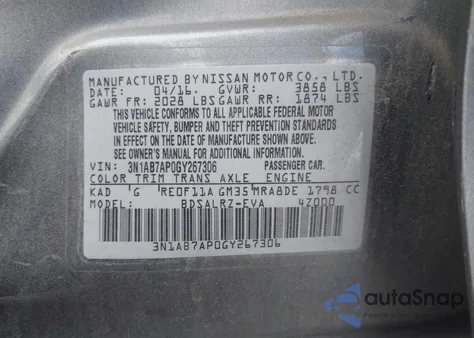 MANUFACTURED BY NISSAN MOTOR CO., LTD.
DATE: 04/16. GVWR: 3858 LBS
GAWR FR: 2028 LBS GAWR RR: 1874 LBS
THIS VEHICLE CONFORMS TO ALL APPLICABLE FEDERAL MOTOR
VEHICLE SAFETY, BUMPER AND THEFT PREVENTION STANDARDS
IN EFFECT ON THE DATE OF MANUFACTURE SHOWN ABOVE.
SEE OWNER'S MANUAL FOR ADDITIONAL INFORMATION.
VIN: 3N1AB7AP0GY267306 PASSENGER CAR.
COLOR TRIM TRANS AXLE ENGINE
KAD G RE0F11A GM35 MRA8DE 1798 CC
MODEL: BDSALRZ-EVA 4Z000
3N1AB7AP0GY267306
autoSnap